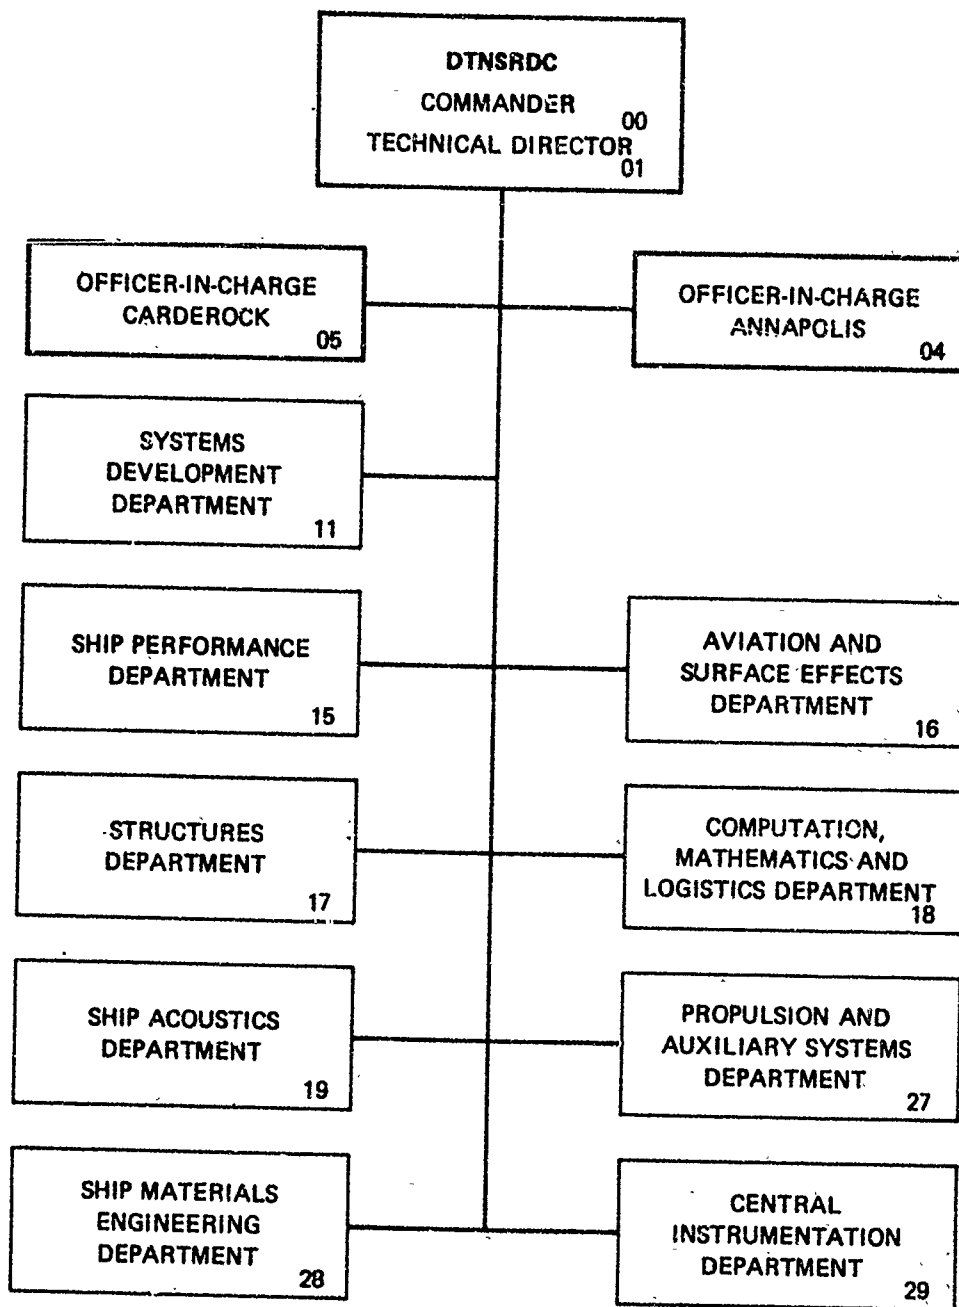 DTNSRDC
COMMANDER
00
TECHNICAL DIRECTOR
01
OFFICER-IN-CHARGE
CARDEROCK
05
OFFICER-IN-CHARGE
ANNAPOLIS
04
SYSTEMS
DEVELOPMENT
DEPARTMENT
11
SHIP PERFORMANCE
DEPARTMENT
15
AVIATION AND
SURFACE EFFECTS
DEPARTMENT
16
STRUCTURES
DEPARTMENT
17
COMPUTATION,
MATHEMATICS AND
LOGISTICS DEPARTMENT
18
SHIP ACOUSTICS
DEPARTMENT
19
PROPULSION AND
AUXILIARY SYSTEMS
DEPARTMENT
27
SHIP MATERIALS
ENGINEERING
DEPARTMENT
28
CENTRAL
INSTRUMENTATION
DEPARTMENT
29